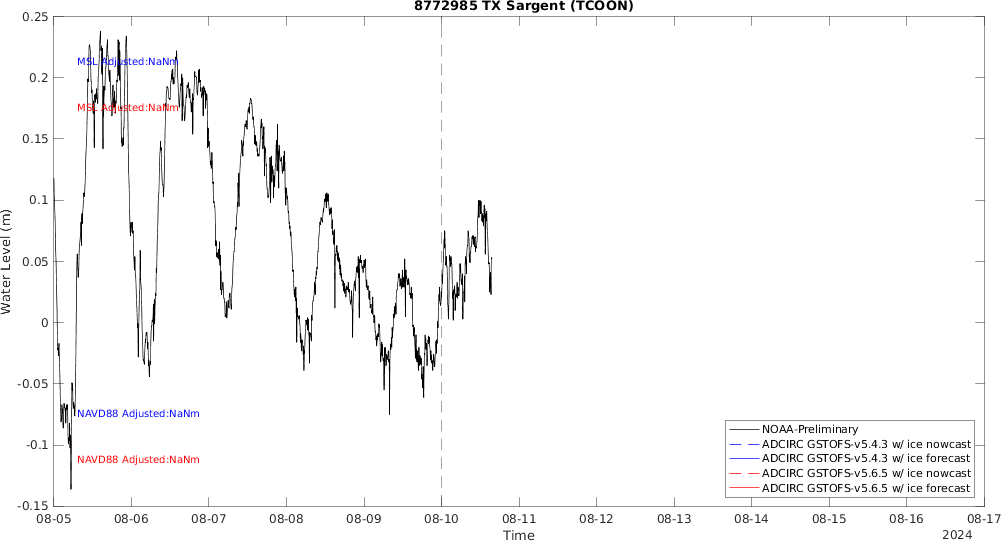 8772985 TX Sargent (TCOON)
0.25
0.2
0.15
0.1
0.05
0
-0.05
-0.1
-0.15
Water Level (m)
MSL Adjusted:NaNm
MSL Adjusted:NaNm
NAVD88 Adjusted:NaNm
NAVD88 Adjusted:NaNm
NOAA-Preliminary
ADCIRC GSTOFS-v5.4.3 w/ ice nowcast
ADCIRC GSTOFS-v5.4.3 w/ ice forecast
ADCIRC GSTOFS-v5.6.5 w/ ice nowcast
ADCIRC GSTOFS-v5.6.5 w/ ice forecast
08-05 08-06 08-07 08-08 08-09 08-10 08-11 08-12 08-13 08-14 08-15 08-16 08-17
Time
2024